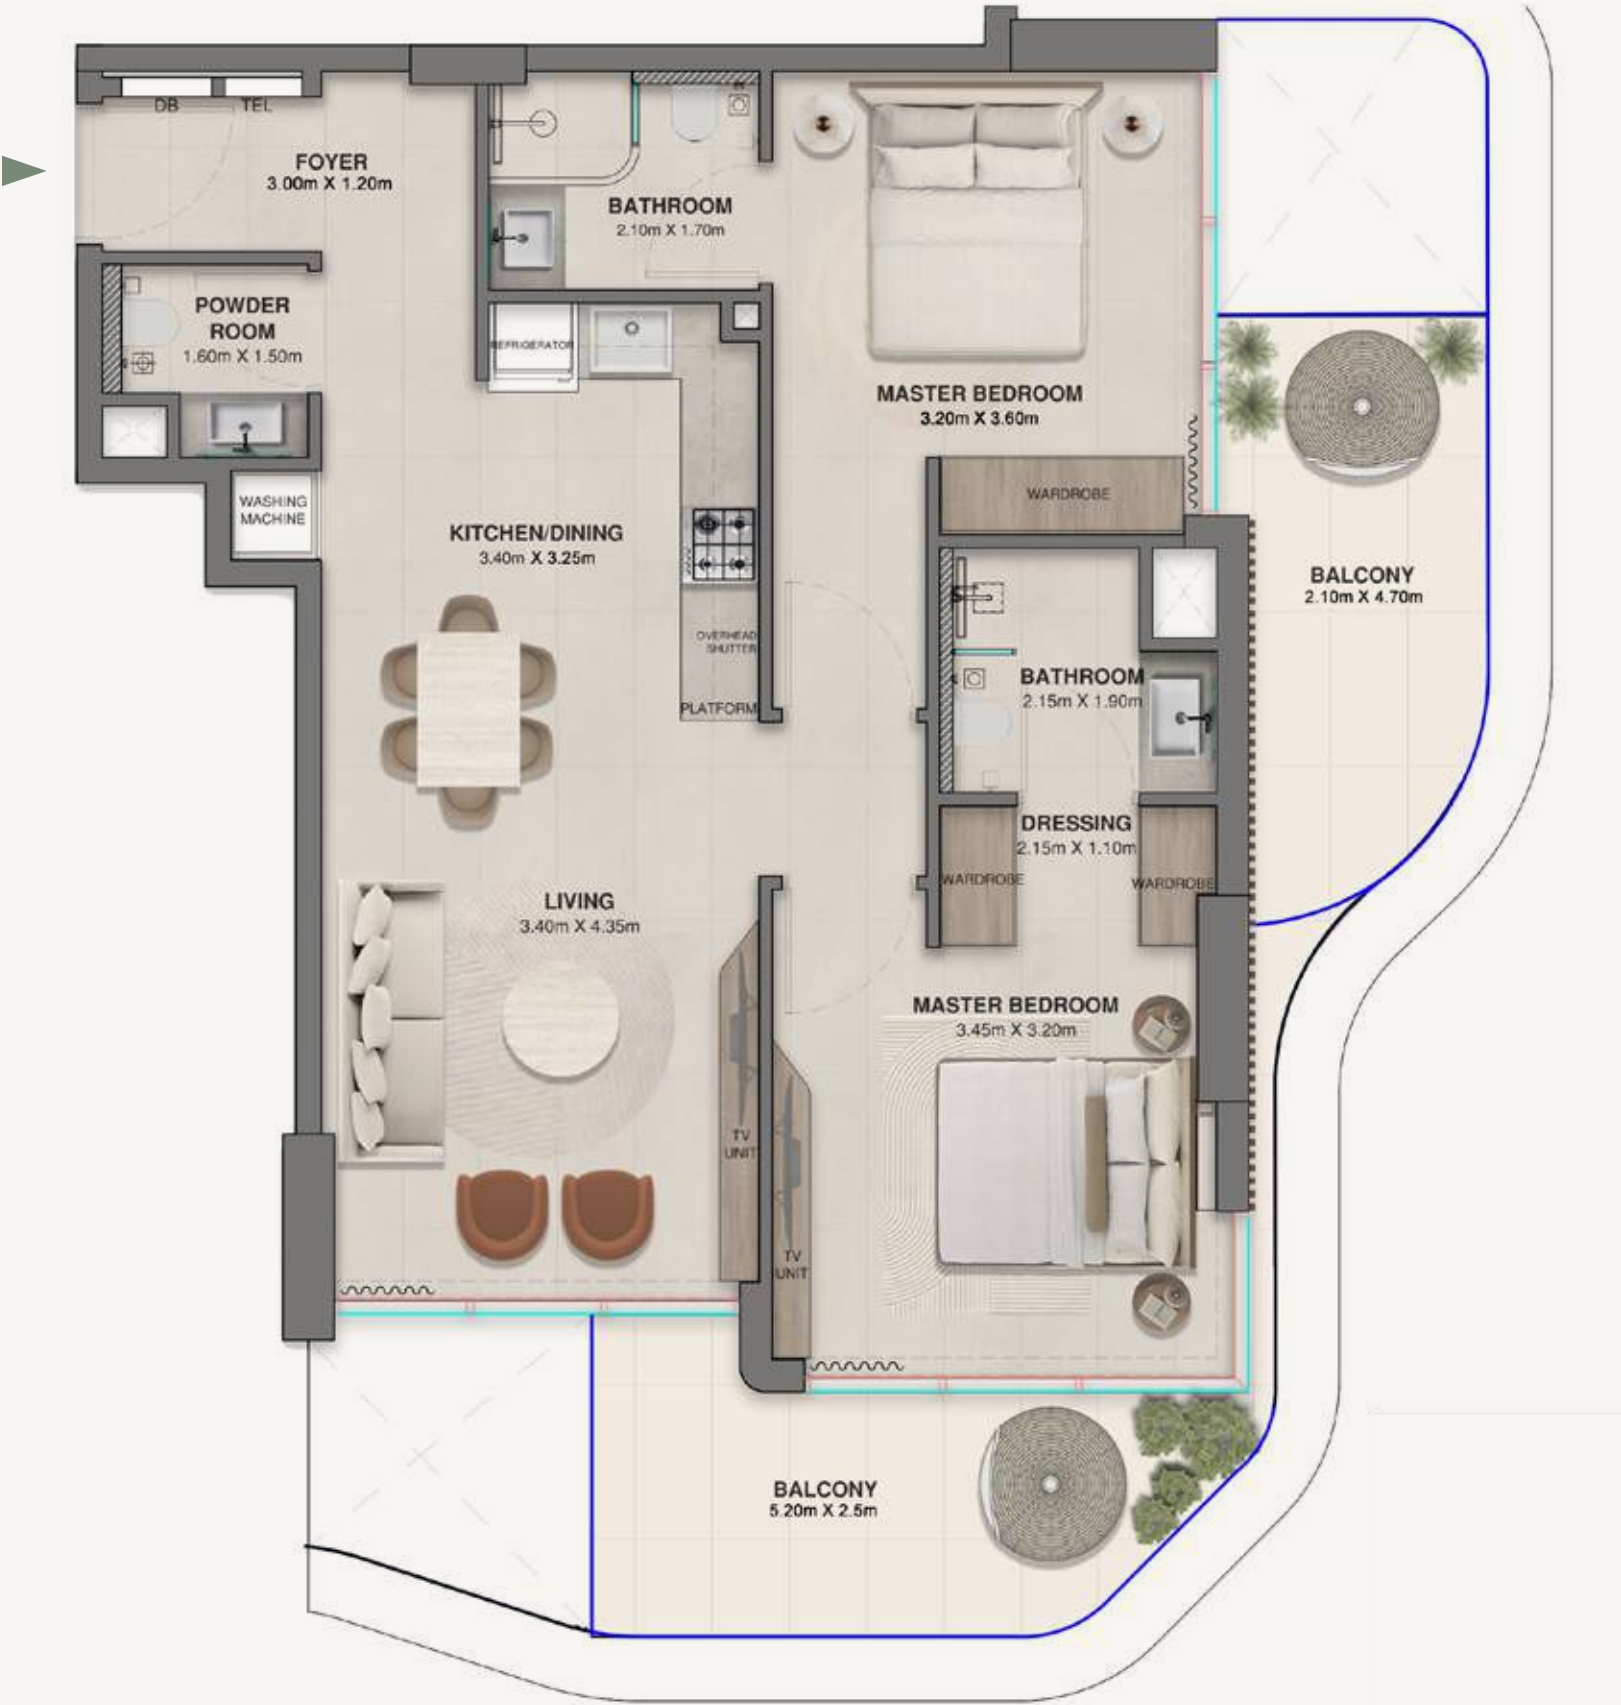 DB
TEL
FOYER
3.00m X 1.20m
BATHROOM
2.10m X 1.70m
POWDER
ROOM
1.60m X 1.50m
REFRIGERATOR
MASTER BEDROOM
3.20m X 3.60m
WARDROBE
WASHING
MACHINE
KITCHEN/DINING
3.40m X 3.25m
BALCONY
2.10m X 4.70m
OVERHEAD
SHUTTER
PLATFORM
BATHROOM
2.15m X 1.90m
DRESSING
2.15m X 1.10m
WARDROBE
WARDROBE
LIVING
3.40m X 4.35m
MASTER BEDROOM
3.45m X 3.20m
TV
UNIT
TV
UNIT
BALCONY
5.20m X 2.5m